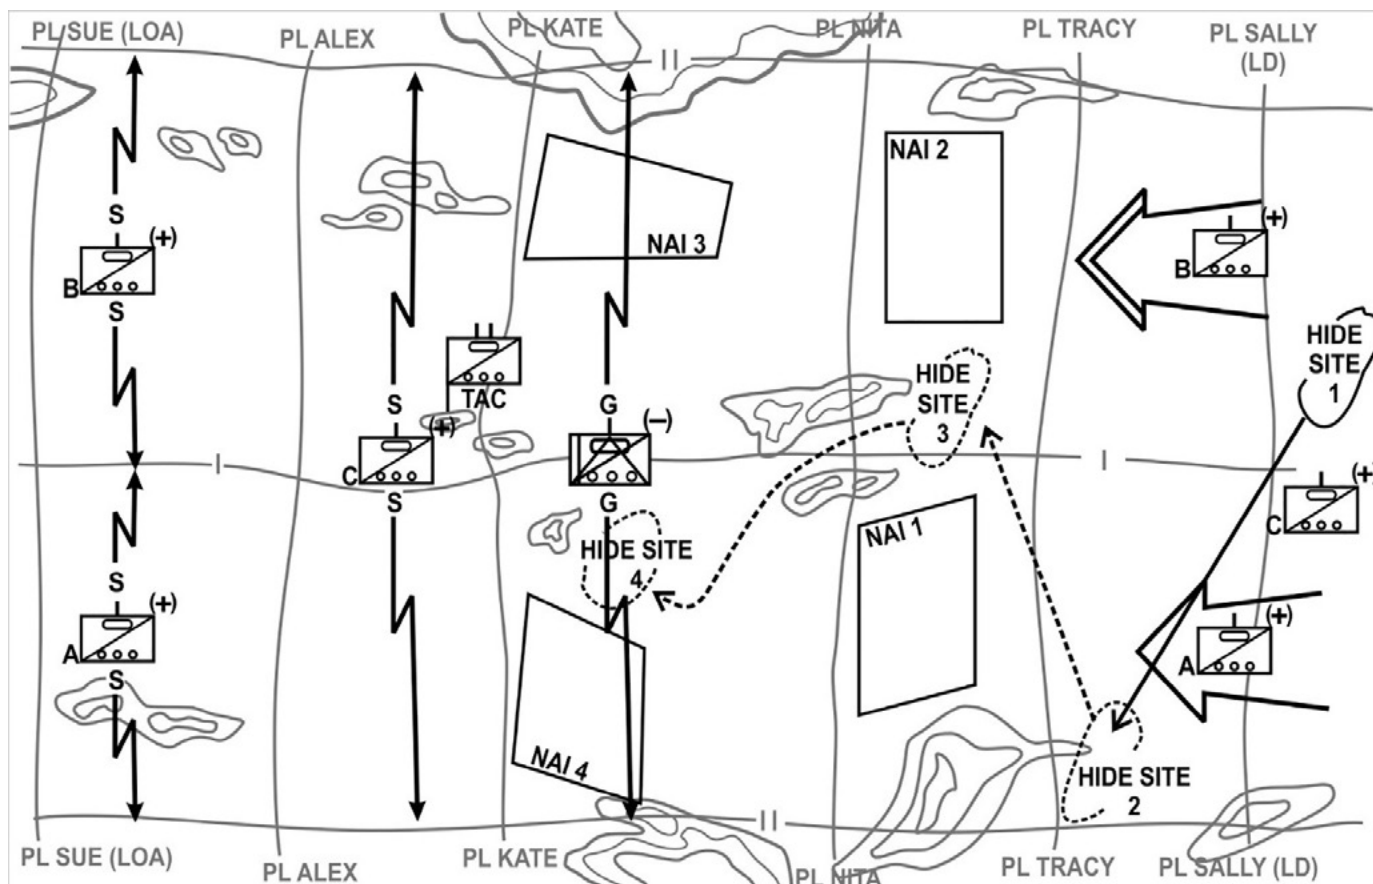 PL SUE (LOA)
PL ALEX
PL KATE
PL NITA
PL TRACY
PL SALLY
(LD)
II
NAI 2
NAI 3
S
(+)
B
S
(+)
B
HIDE
SITE
1
TAC
HIDE
SITE
3
S
(+)
C
S
G
(–)
G
I
I
(+)
C
NAI 1
HIDE SITE
4
S
(+)
A
S
(+)
A
NAI 4
HIDE SITE
2
II
PL SUE (LOA)
PL ALEX
PL KATE
PL NITA
PL TRACY
PL SALLY (LD)